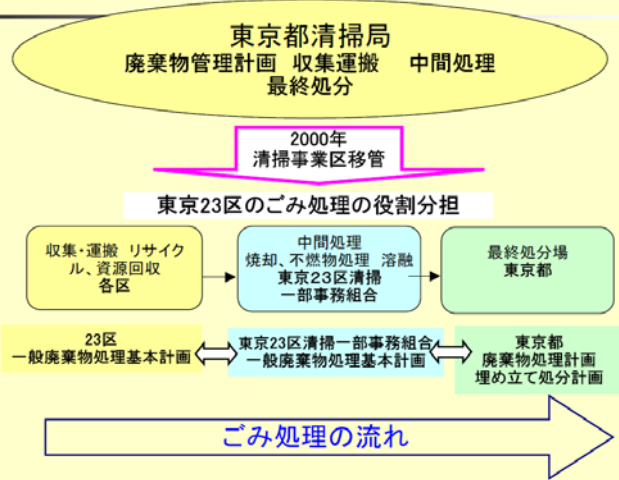 東京都清掃局
廃棄物管理計画 収集運搬 中間処理
最終処分
2000年
清掃事業区移管
東京23区のごみ処理の役割分担
収集・運搬 リサイク
ル、資源回収
各区
中間処理
焼却、不燃物処理 溶融
東京23区清掃
一部事務組合
最終処分場
東京都
23区
一般廃棄物処理基本計画
東京23区清掃一部事務組合
一般廃棄物処理基本計画
東京都
廃棄物処理計画
埋め立て処分計画
ごみ処理の流れ